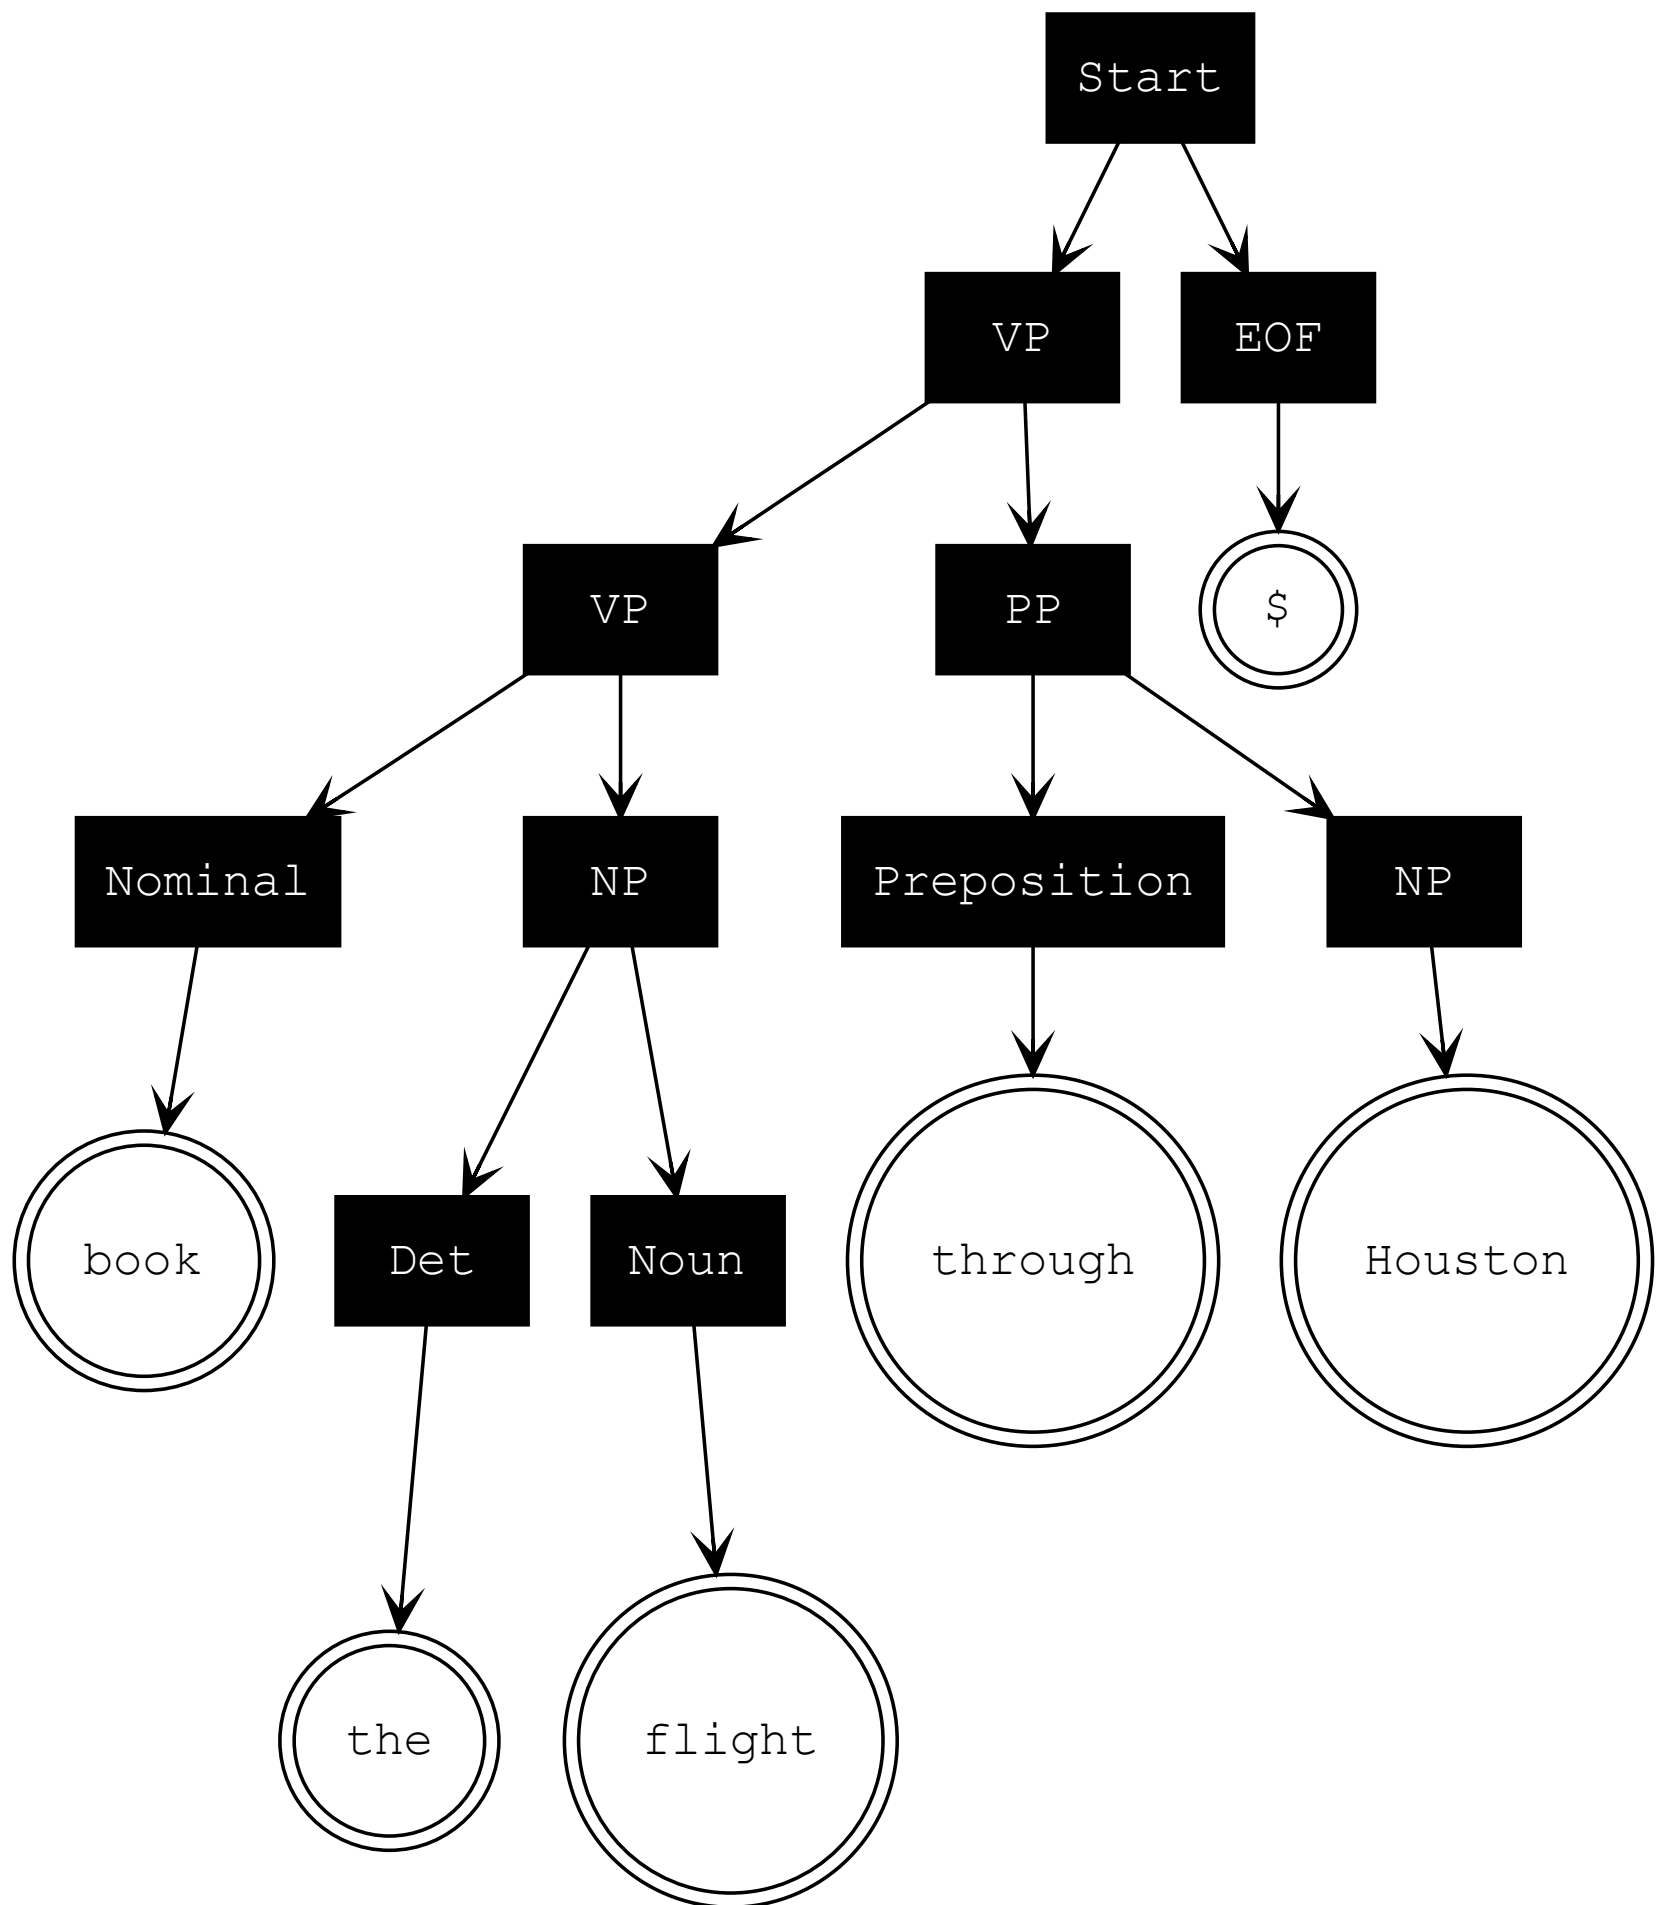 Start
VP EOF
VP PP $
Nominal NP Preposition NP
book Det Noun through Houston
the flight